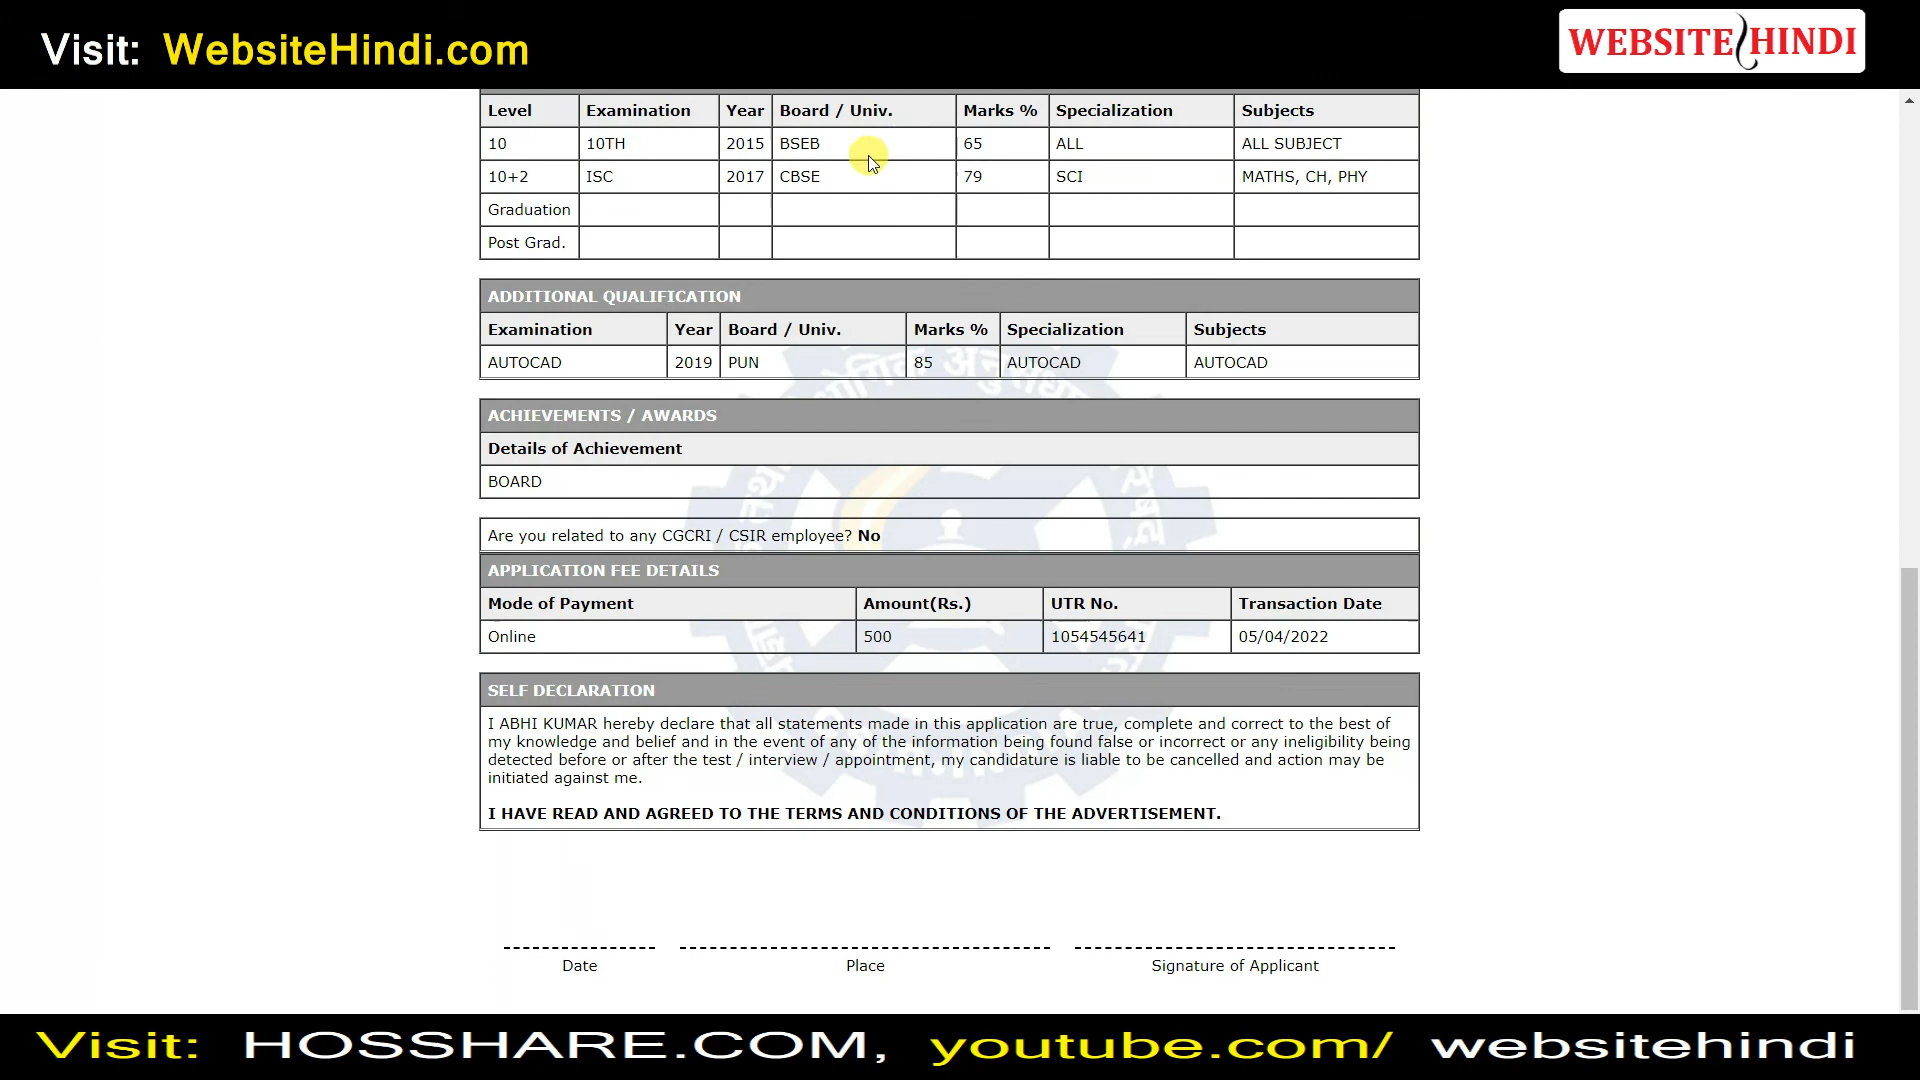 Visit: WebsiteHindi.com
WEBSITE HINDI
Level Examination Year Board / Univ. Marks % Specialization Subjects
10 10TH 2015 BSEB 65 ALL ALL SUBJECT
10+2 ISC 2017 CBSE 79 SCI MATHS, CH, PHY
Graduation
Post Grad.
ADDITIONAL QUALIFICATION
Examination Year Board / Univ. Marks % Specialization Subjects
AUTOCAD 2019 PUN 85 AUTOCAD AUTOCAD
ACHIEVEMENTS / AWARDS
Details of Achievement
BOARD
Are you related to any CGCRI / CSIR employee? No
APPLICATION FEE DETAILS
Mode of Payment Amount(Rs.) UTR No. Transaction Date
Online 500 1054545641 05/04/2022
SELF DECLARATION
I ABHI KUMAR hereby declare that all statements made in this application are true, complete and correct to the best of
my knowledge and belief and in the event of any of the information being found false or incorrect or any ineligibility being
detected before or after the test / interview / appointment, my candidature is liable to be cancelled and action may be
initiated against me.
I HAVE READ AND AGREED TO THE TERMS AND CONDITIONS OF THE ADVERTISEMENT.
Date Place Signature of Applicant
Visit: HOSSHARE.COM, youtube.com/ websitehindi